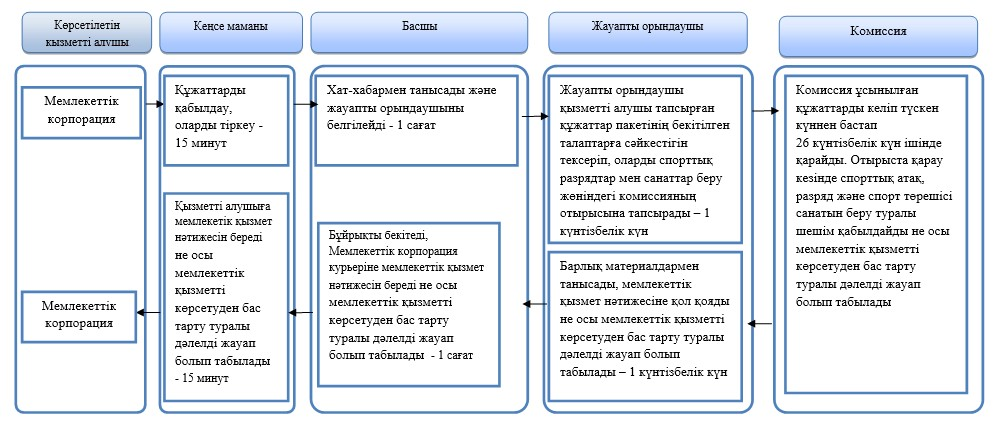 Көрсетілетін
қызметті алушы
Кеңсе маманы
Басшы
Жауапты орындаушы
Комиссия
Мемлекеттік
корпорация
Құжаттарды
қабылдау,
оларды тіркеу -
15 минут
Хат-хабармен танысады және
жауапты орындаушыны
белгілейді - 1 сағат
Жауапты орындаушы
қызметті алушы тапсырған
құжаттар пакетінің бекітілген
талаптарға сәйкестігін
тексеріп, оларды спорттық
разрядтар мен санаттар беру
жөніндегі комиссияның
отырысына тапсырады – 1
күнтізбелік күн
Комиссия ұсынылған
құжаттарды келіп түскен
күннен бастап
26 күнтізбелік күн ішінде
қарайды. Отырыста қарау
кезінде спорттық атақ,
разряд және спорт төрешісі
санатын беру туралы
шешім қабылдайды не осы
мемлекеттік қызметті
көрсетуден бас тарту
туралы дәлелді жауап
болып табылады
Барлық материалдармен
танысады, мемлекеттік
қызмет нәтижесіне қол қояды
не осы мемлекеттік қызметті
көрсетуден бас тарту туралы
дәлелді жауап болып
табылады – 1 күнтізбелік күн
Бұйрықты бекітеді,
Мемлекеттік корпорация
курьеріне мемлекеттік қызмет
нәтижесін береді не осы
мемлекеттік қызметті
көрсетуден бас тарту
туралы дәлелді жауап
болып табылады - 1 сағат
Қызметті алушыға
мемлекетік қызмет
нәтижесін береді
не осы
мемлекеттік
қызметті
көрсетуден бас
тарту туралы
дәлелді жауап
болып табылады
- 15 минут
Мемлекеттік
корпорация